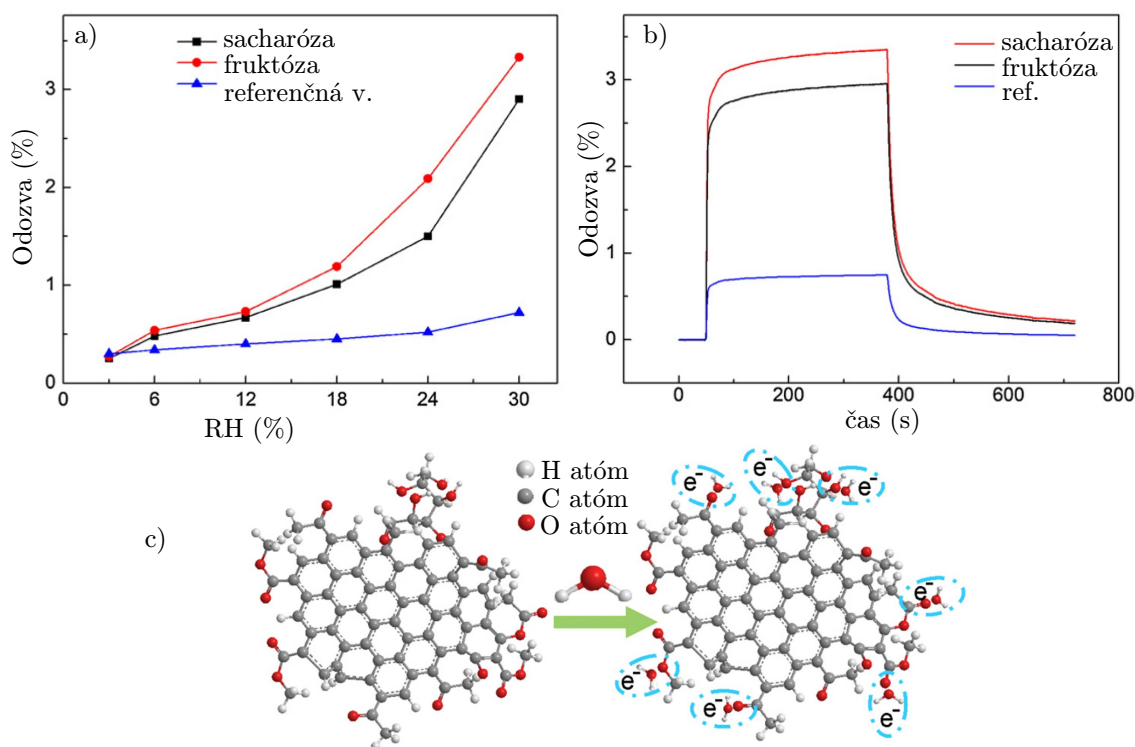 a)
sacharóza
fruktóza
referenčná v.
Odozva (%)
3
2
1
0
0
6
12
18
24
30
RH (%)
b)
sacharóza
fruktóza
ref.
Odozva (%)
3
2
1
0
0
200
400
600
800
čas (s)
c)
H atóm
C atóm
O atóm
e-
e-
e-
e-
e-
e-
e-